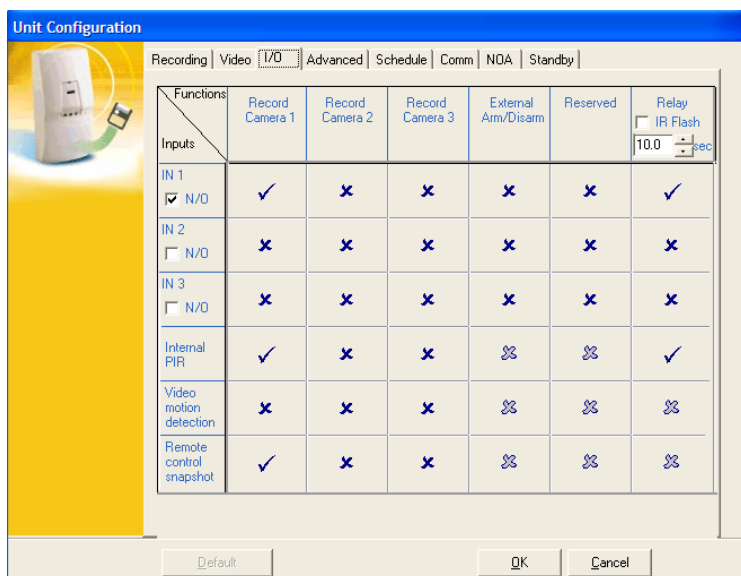 Unit Configuration
Recording Video I/O Advanced Schedule Comm NOA Standby
Functions
Inputs
Record Camera 1
Record Camera 2
Record Camera 3
External Arm/Disarm
Reserved
Relay
IR Flash
10.0 sec
IN 1
N/O
IN 2
N/O
IN 3
N/O
Internal
PIR
Video
motion
detection
Remote
control
snapshot
Default OK Cancel